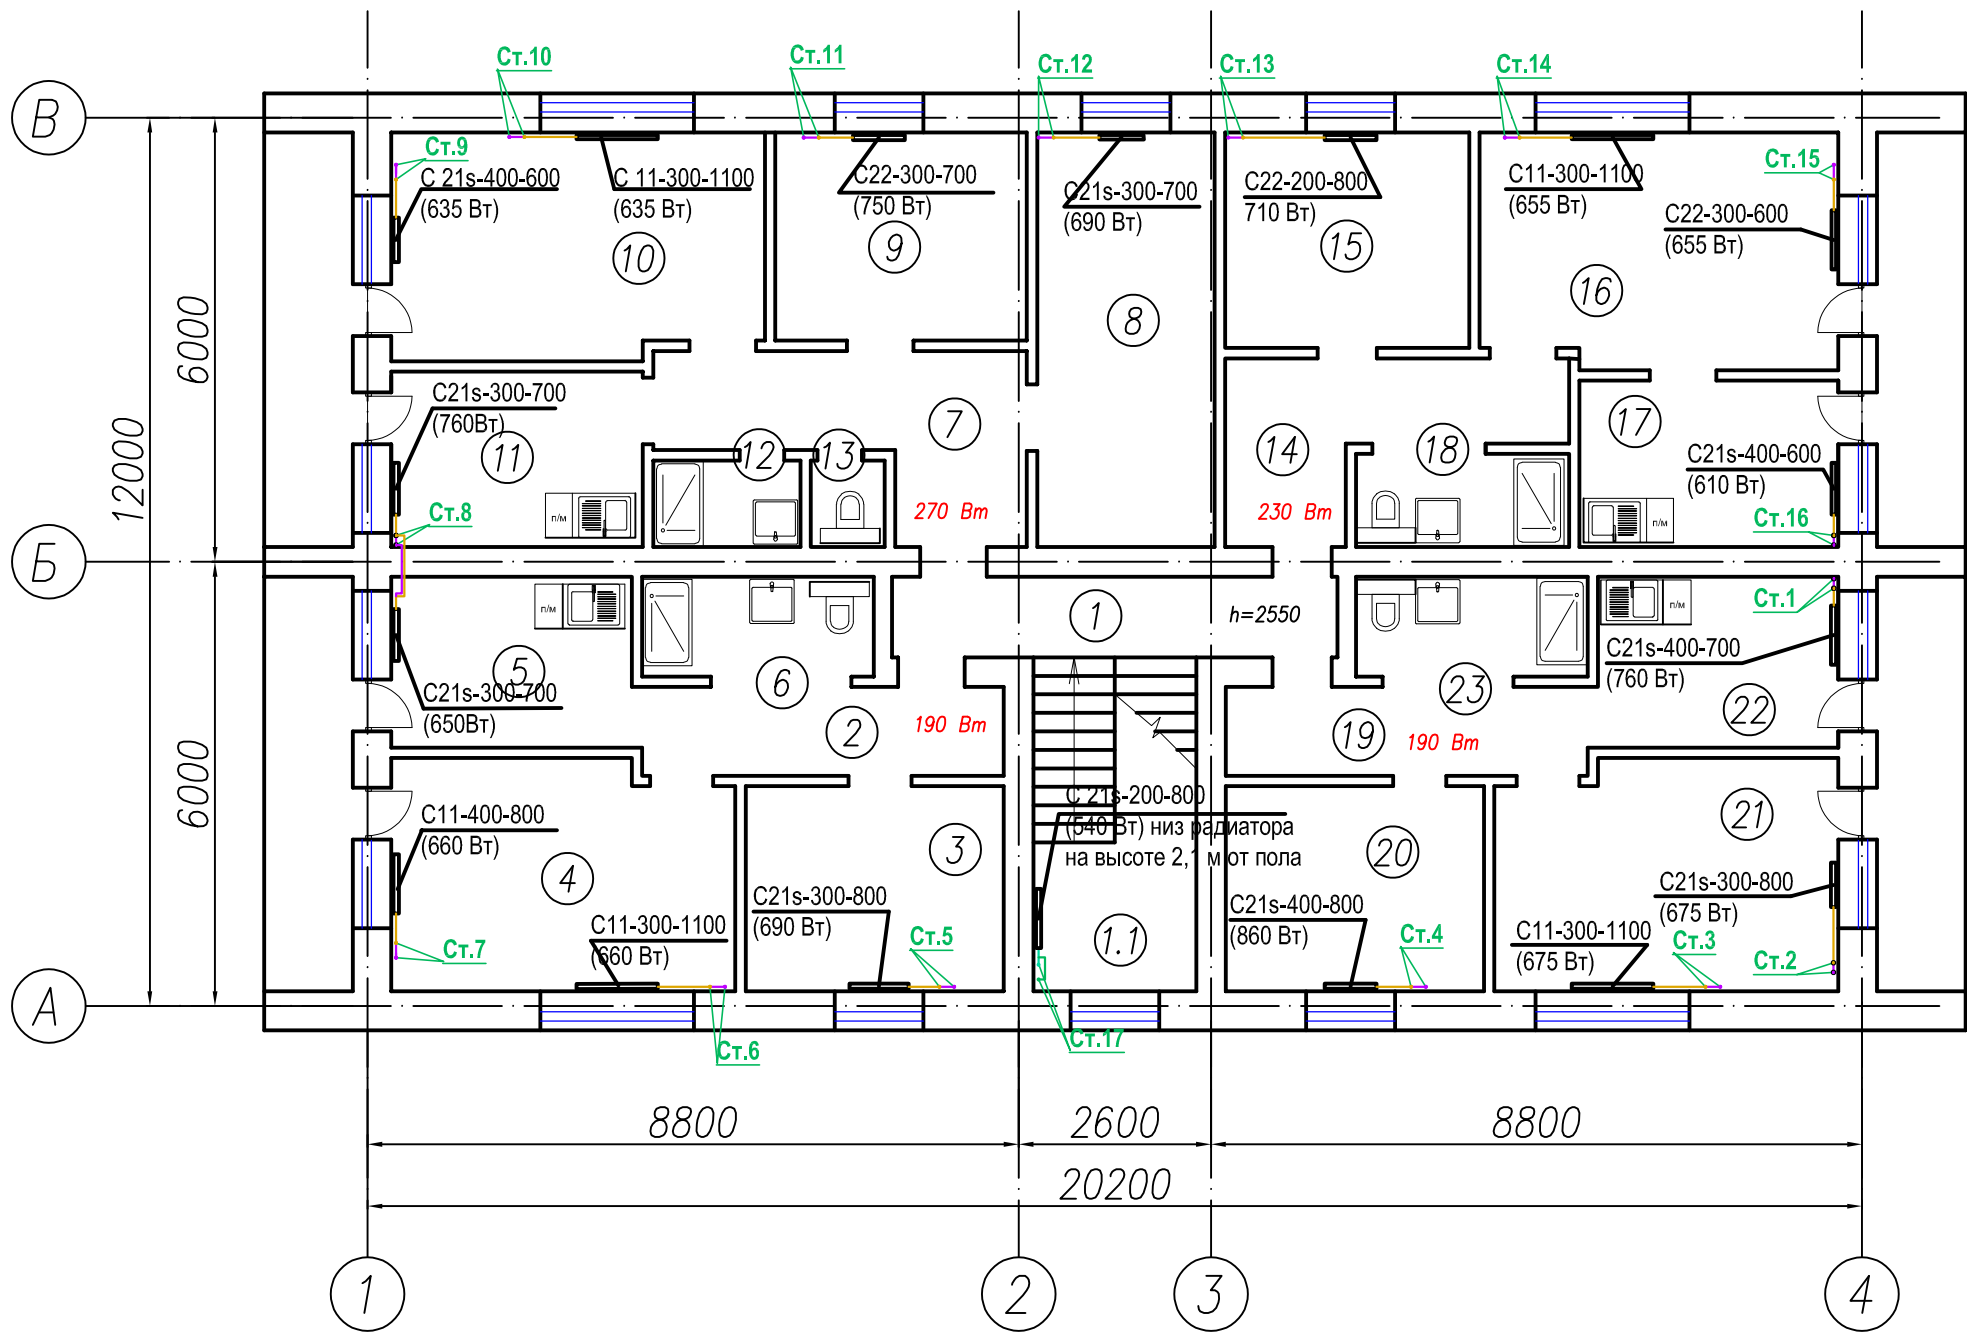 Ст.10
Ст.11
Ст.12
Ст.13
Ст.14
В
Ст.9
Ст.15
С 21s-400-600
(635 Вт)
С 11-300-1100
(635 Вт)
С22-300-700
(750 Вт)
С21s-300-700
(690 Вт)
С22-200-800
710 Вт)
С11-300-1100
(655 Вт)
С22-300-600
(655 Вт)
10
9
8
15
16
6000
12000
С21s-300-700
(760Вт)
11
12
13
7
14
18
17
С21s-400-600
(610 Вт)
п/м
Ст.8
270 Вт
230 Вт
п/м
Ст.16
Б
п/м
1
h=2550
п/м
Ст.1
5
С21s-300-700
(650Вт)
6
2
190 Вт
19
190 Вт
23
С21s-400-700
(760 Вт)
22
6000
С11-400-800
(660 Вт)
4
С11-300-1100
(660 Вт)
С21s-300-800
(690 Вт)
3
С 21s-200-800
(540 Вт) низ радиатора
на высоте 2,1 м от пола
1.1
20
С21s-400-800
(860 Вт)
21
С21s-300-800
(675 Вт)
С11-300-1100
(675 Вт)
Ст.7
Ст.5
Ст.4
Ст.3
Ст.2
А
Ст.6
Ст.17
8800
2600
8800
20200
1
2
3
4